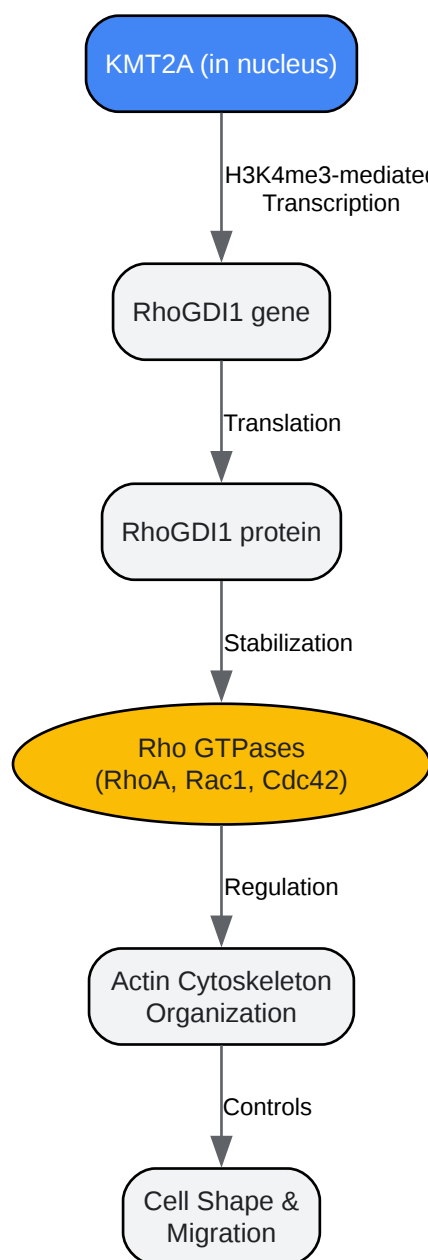 KMT2A (in nucleus)
H3K4me3-mediated
Transcription
RhoGDI1 gene
Translation
RhoGDI1 protein
Stabilization
Rho GTPases
(RhoA, Rac1, Cdc42)
Regulation
Actin Cytoskeleton
Organization
Controls
Cell Shape &
Migration